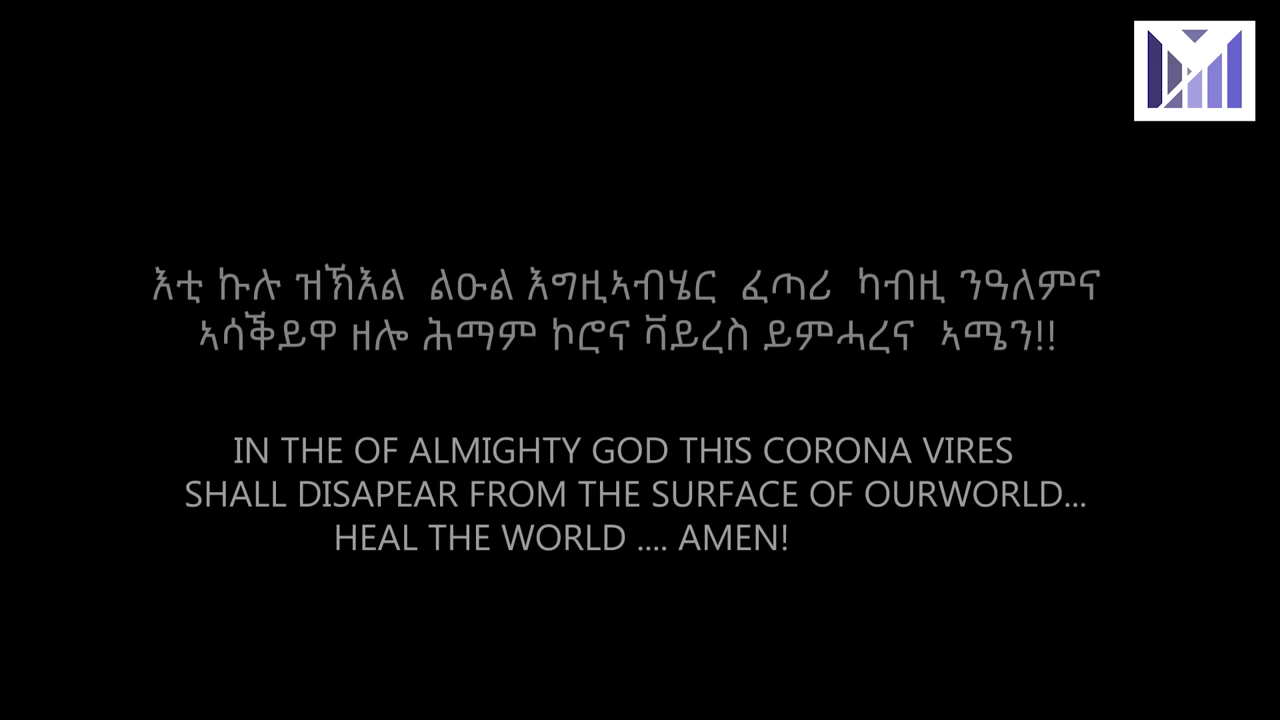 እቲ ኩሉ ዝኽእል ልዑል እግዚኣብሄር ፈጣሪ ካብዚ ንዓለምና
ኣሳቕይዋ ዘሎ ሕማም ኮሮና ቫይረስ ይምሓረና ኣሜን!!
IN THE OF ALMIGHTY GOD THIS CORONA VIRES
SHALL DISAPEAR FROM THE SURFACE OF OURWORLD...
HEAL THE WORLD .... AMEN!